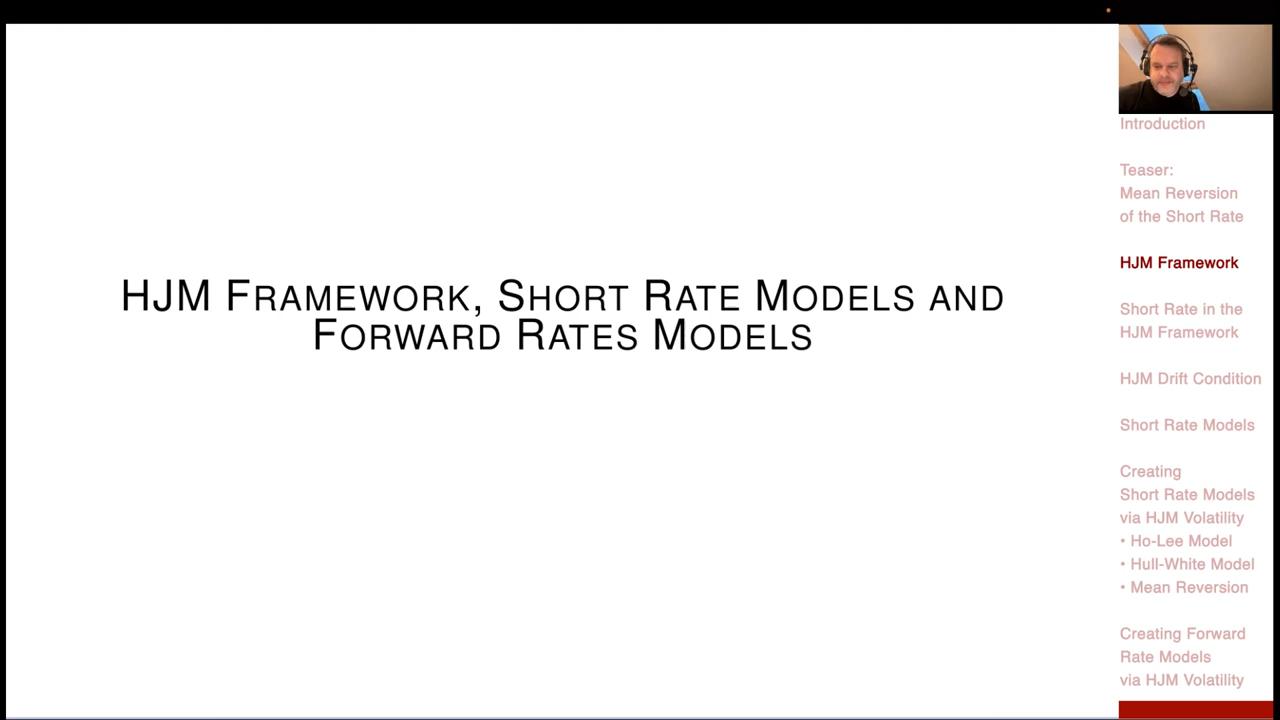 HJM FRAMEWORK, SHORT RATE MODELS AND
FORWARD RATES MODELS
Introduction
Teaser:
Mean Reversion
of the Short Rate
HJM Framework
Short Rate in the
HJM Framework
HJM Drift Condition
Short Rate Models
Creating
Short Rate Models
via HJM Volatility
• Ho-Lee Model
• Hull-White Model
• Mean Reversion
Creating Forward
Rate Models
via HJM Volatility